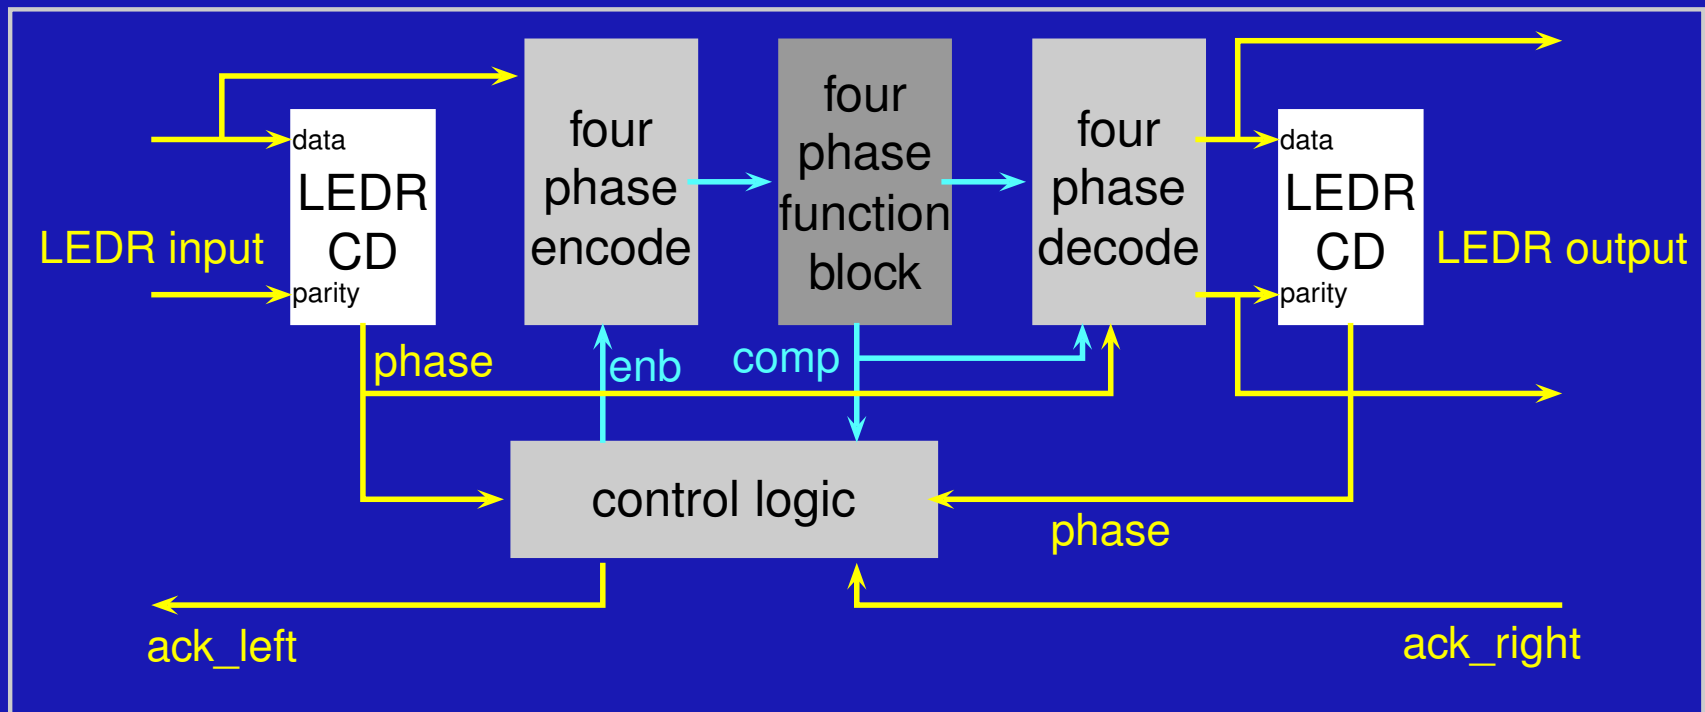 four
phase
encode
four
phase
function
block
four
phase
decode
data
LEDR
CD
parity
data
LEDR
CD
parity
LEDR input
LEDR output
phase
enb
comp
control logic
phase
ack_left
ack_right